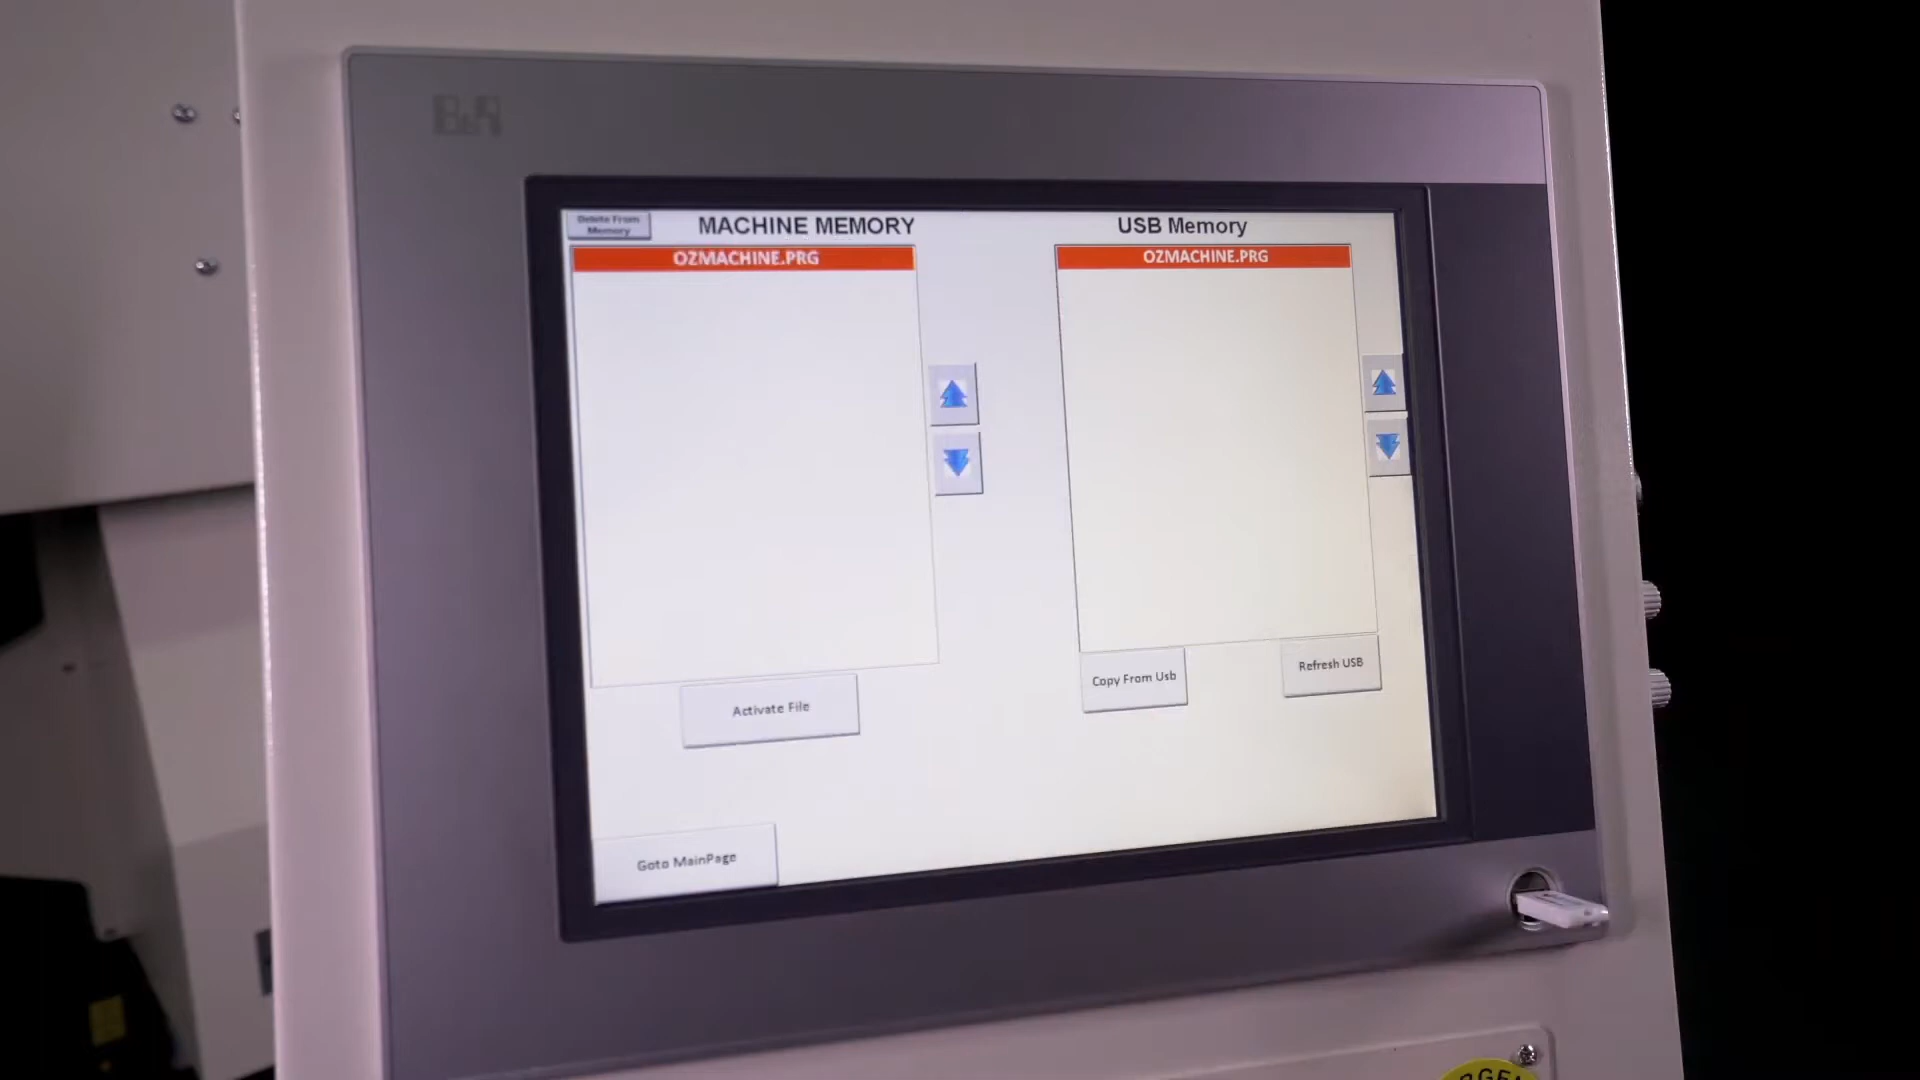 B&R
Delete From
Memory
MACHINE MEMORY
USB Memory
OZMACHINE.PRG
OZMACHINE.PRG
Activate File
Copy From Usb
Refresh USB
Goto MainPage